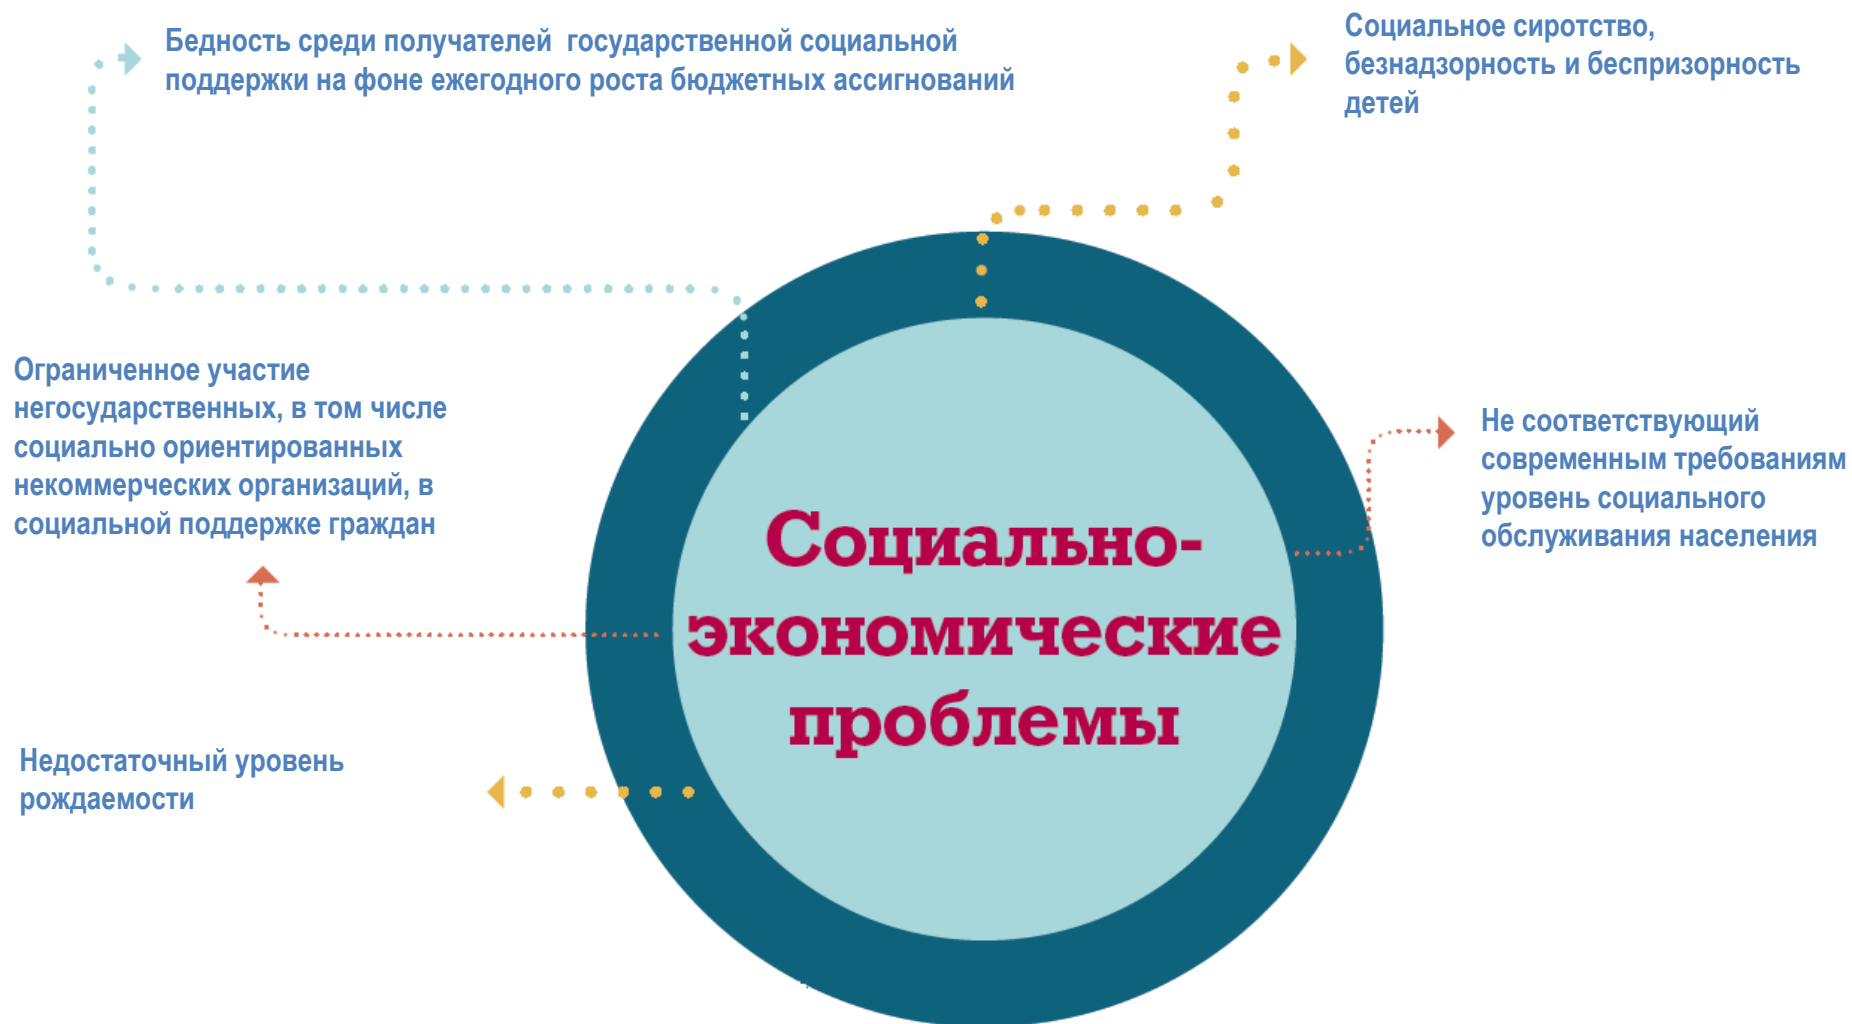 Бедность среди получателей  государственной социальной
поддержки на фоне ежегодного роста бюджетных ассигнований
Социальное сиротство,
безнадзорность и беспризорность
детей
Ограниченное участие
негосударственных, в том числе
социально ориентированных
некоммерческих организаций, в
социальной поддержке граждан
Не соответствующий
современным требованиям
уровень социального
обслуживания населения
Социально-
экономические
проблемы
Недостаточный уровень
рождаемости